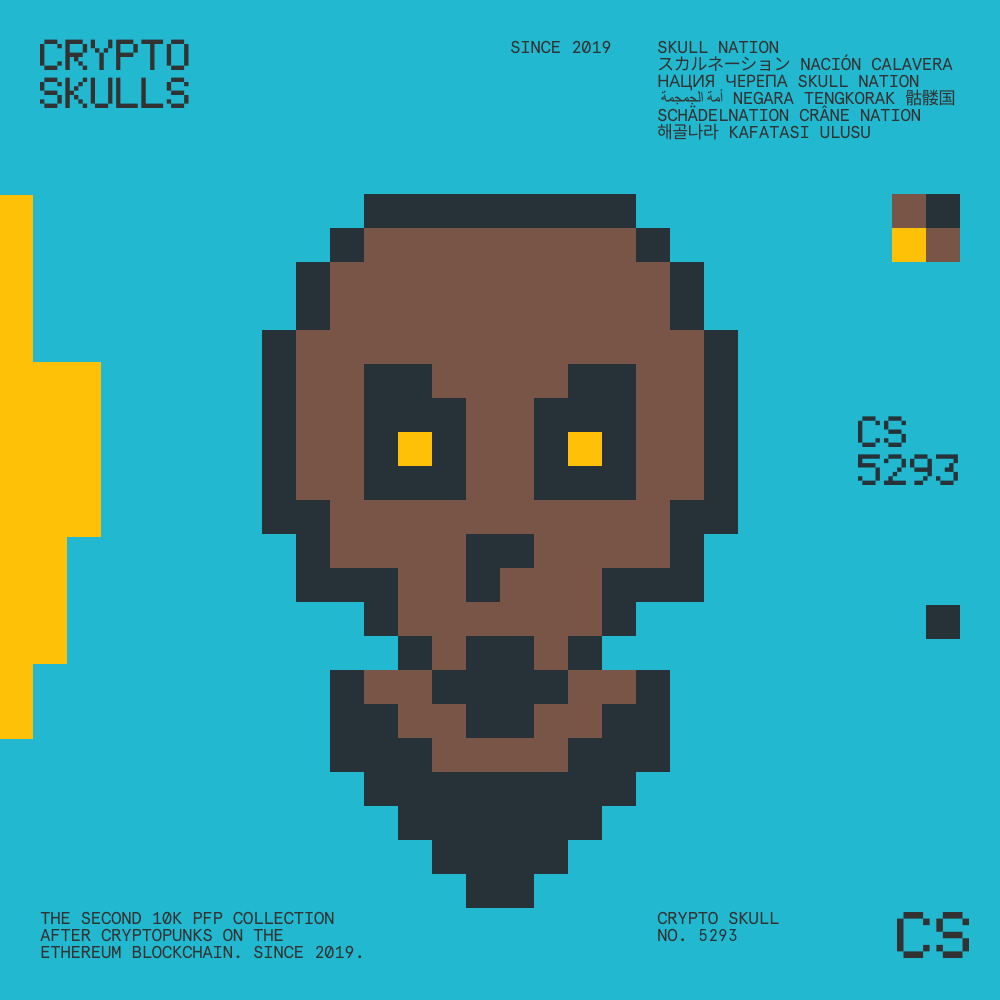 CRYPTO
SKULLS
SINCE 2019
SKULL NATION
スカルネーション NACIÓN CALAVERA
НАЦИЯ ЧЕРЕПА SKULL NATION
أمة الجمجمة NEGARA TENGKORAK 骷髅国
SCHÄDELNATION CRÂNE NATION
해골나라 KAFATASI ULUSU
CS
5293
THE SECOND 10K PFP COLLECTION
AFTER CRYPTOPUNKS ON THE
ETHEREUM BLOCKCHAIN. SINCE 2019.
CRYPTO SKULL
NO. 5293
CS